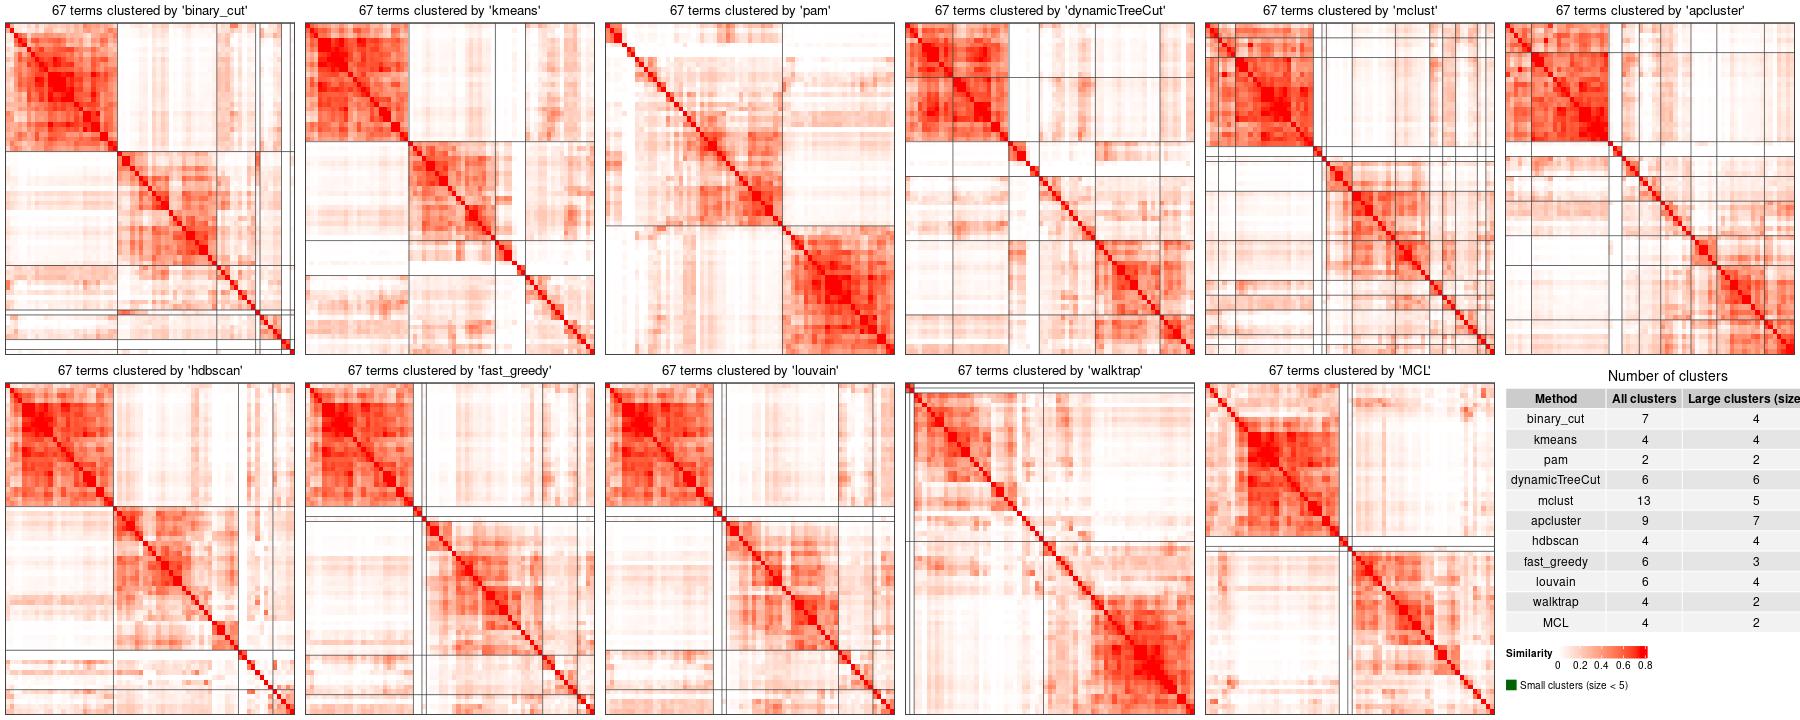 67 terms clustered by 'binary_cut'
67 terms clustered by 'kmeans'
67 terms clustered by 'pam'
67 terms clustered by 'dynamicTreeCut'
67 terms clustered by 'mclust'
67 terms clustered by 'apcluster'
67 terms clustered by 'hdbscan'
67 terms clustered by 'fast_greedy'
67 terms clustered by 'louvain'
67 terms clustered by 'walktrap'
67 terms clustered by 'MCL'
Number of clusters
Method All clusters Large clusters (size
binary_cut 7 4
kmeans 4 4
pam 2 2
dynamicTreeCut 6 6
mclust 13 5
apcluster 9 7
hdbscan 4 4
fast_greedy 6 3
louvain 6 4
walktrap 4 2
MCL 4 2
Similarity
0 0.2 0.4 0.6 0.8
Small clusters (size < 5)